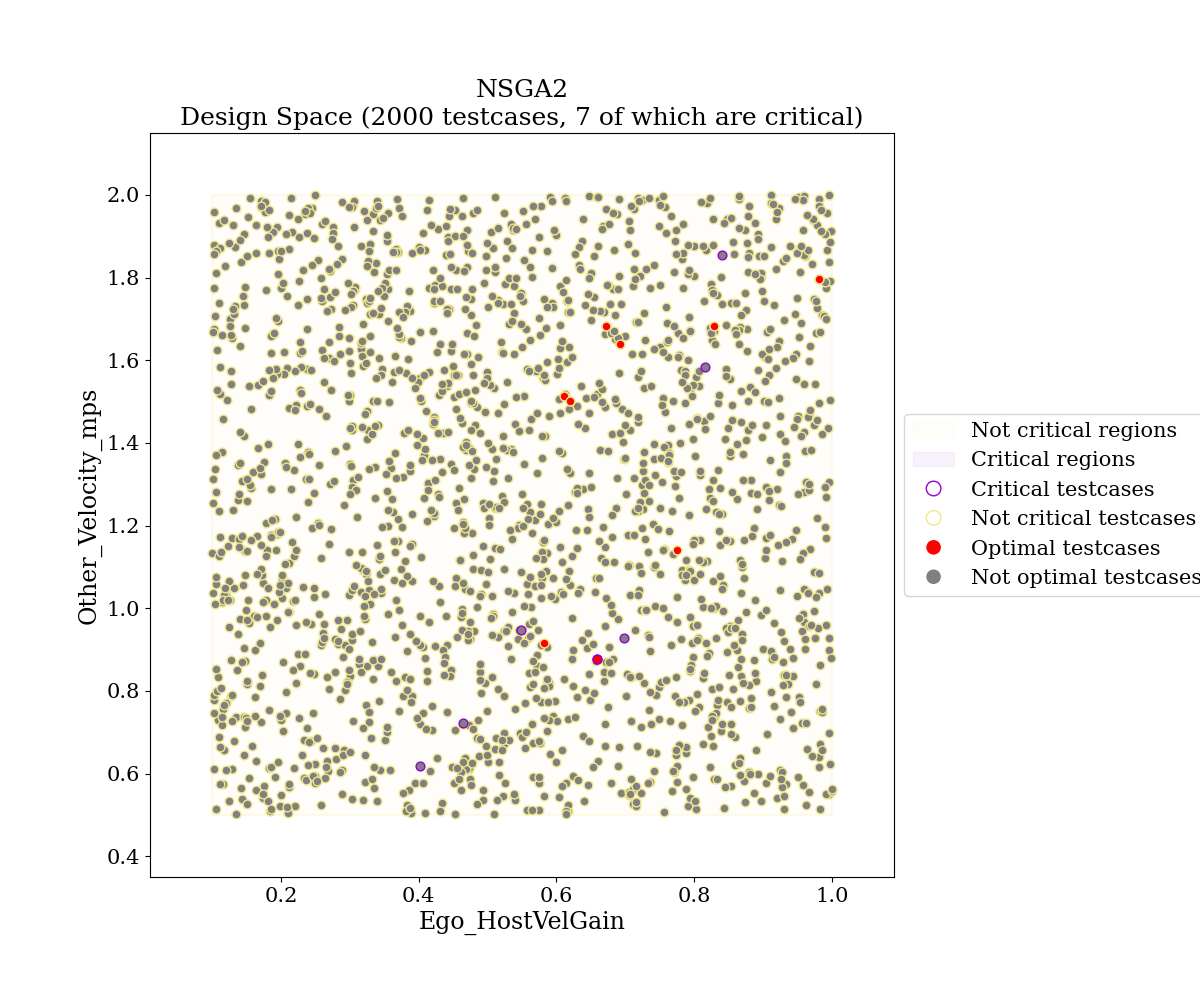 NSGA2
Design Space (2000 testcases, 7 of which are critical)
Other_Velocity_mps
2.0
1.8
1.6
1.4
1.2
1.0
0.8
0.6
0.4
0.2
0.4
0.6
0.8
1.0
Ego_HostVelGain
Not critical regions
Critical regions
Critical testcases
Not critical testcases
Optimal testcases
Not optimal testcases